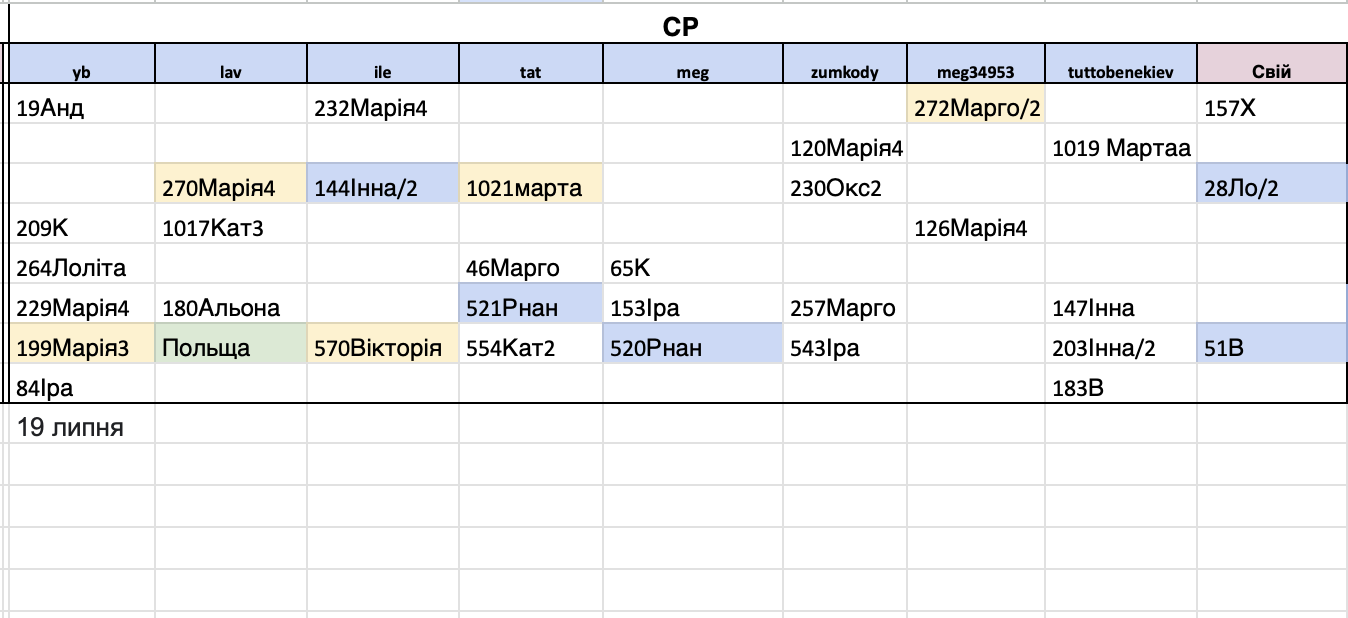 СР
yb lav ile tat meg zumkody meg34953 tuttobenekiev Свій
19Анд 232Марія4 272Марго/2 157Х
120Марія4 1019 Мартаа
270Марія4 144Інна/2 1021марта 230Окс2 28Ло/2
209К 1017Кат3 126Марія4
264Лоліта 46Марго 65К
229Марія4 180Альона 521Рнан 153Іра 257Марго 147Інна
199Марія3 Польща 570Вікторія 554Кат2 520Рнан 543Іра 203Інна/2 51В
84Іра 183В
19 липня